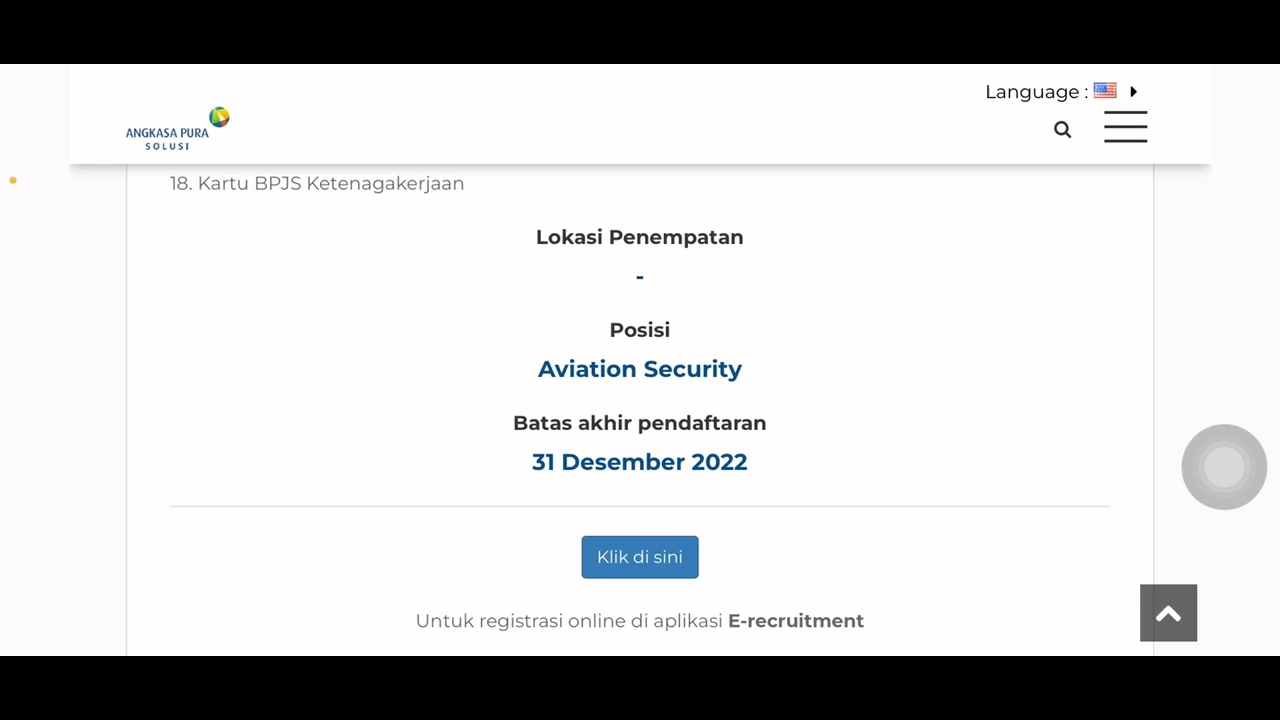 Language :
ANGKASA PURA
SOLUSI
18. Kartu BPJS Ketenagakerjaan
Lokasi Penempatan
-
Posisi
Aviation Security
Batas akhir pendaftaran
31 Desember 2022
Klik di sini
Untuk registrasi online di aplikasi E-recruitment